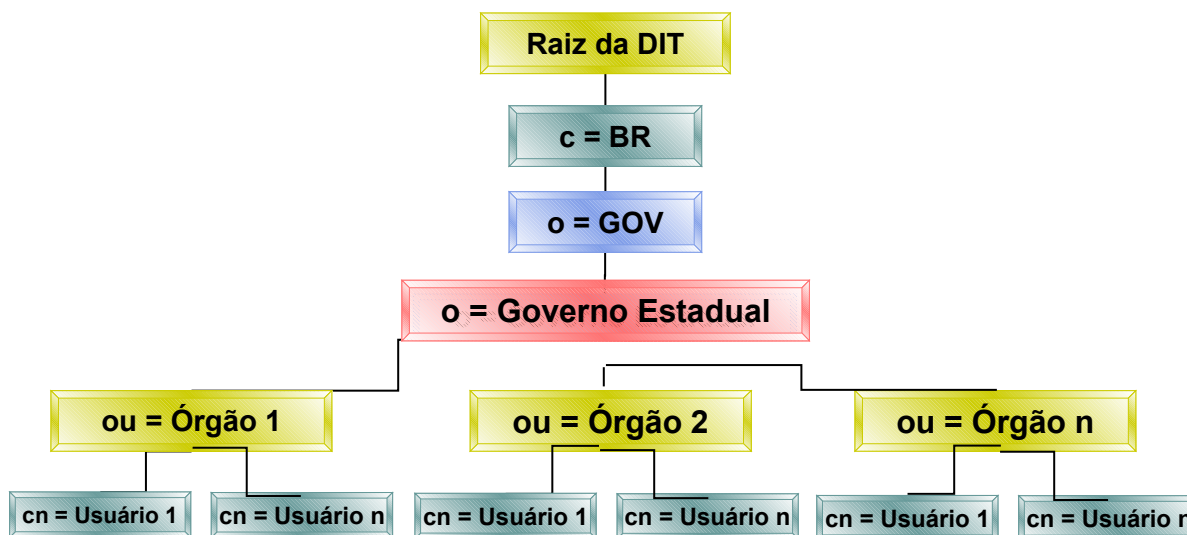 Raiz da DIT
c = BR
o = GOV
o = Governo Estadual
ou = Órgão 1
ou = Órgão 2
ou = Órgão n
cn = Usuário 1
cn = Usuário n
cn = Usuário 1
cn = Usuário n
cn = Usuário 1
cn = Usuário n